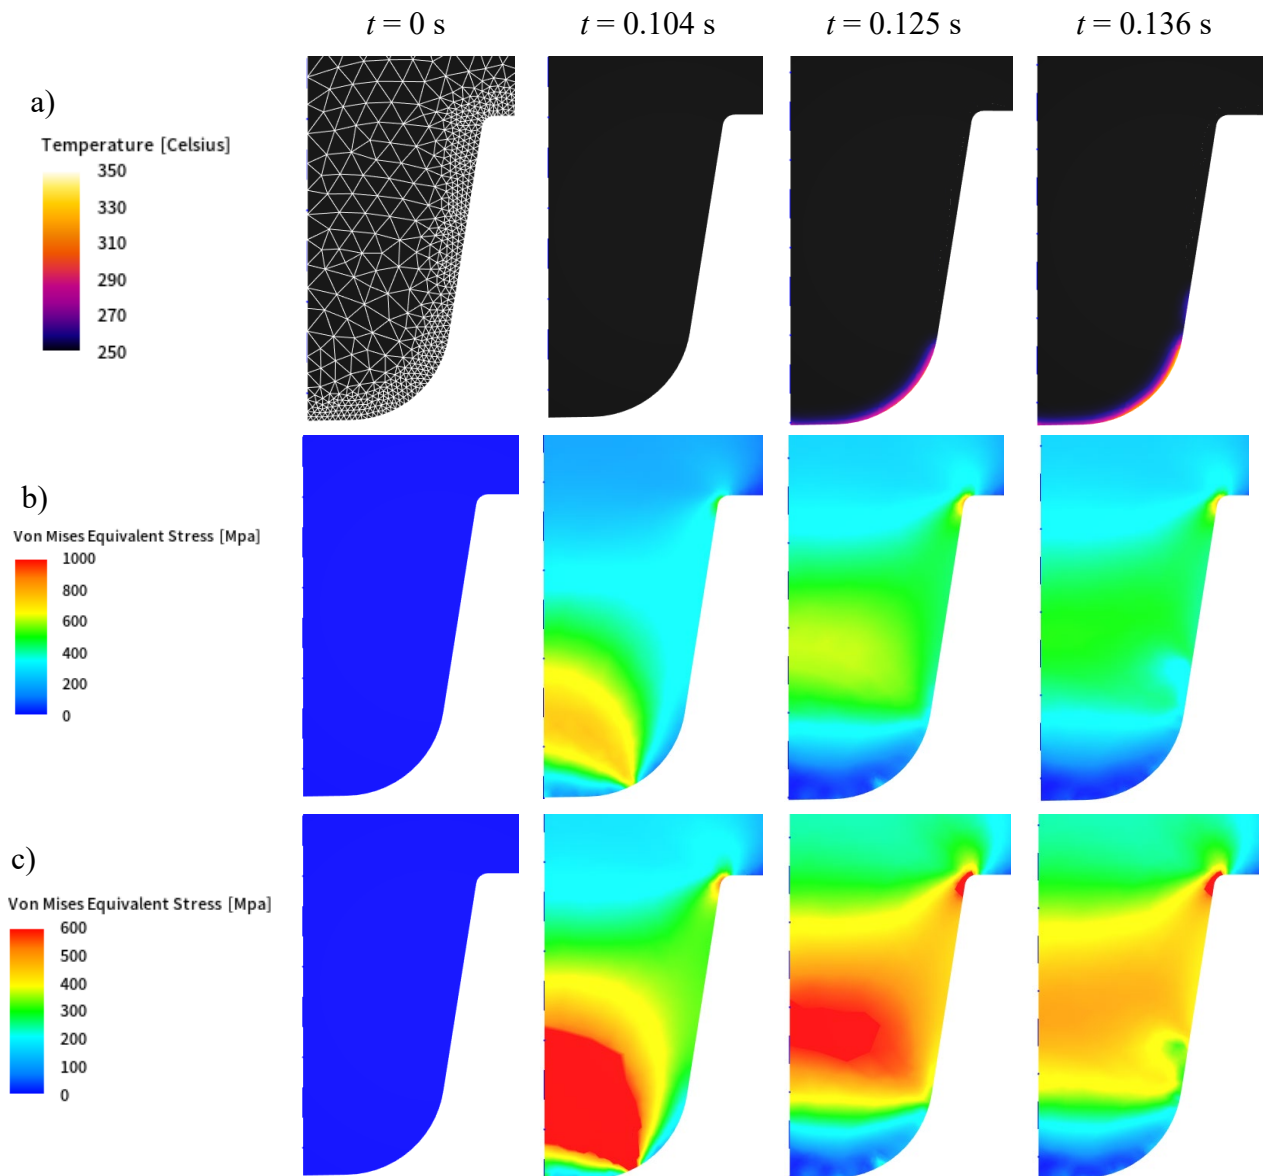 t = 0 s
t = 0.104 s
t = 0.125 s
t = 0.136 s
a)
Temperature [Celsius]
350
330
310
290
270
250
b)
Von Mises Equivalent Stress [Mpa]
1000
800
600
400
200
0
c)
Von Mises Equivalent Stress [Mpa]
600
500
400
300
200
100
0